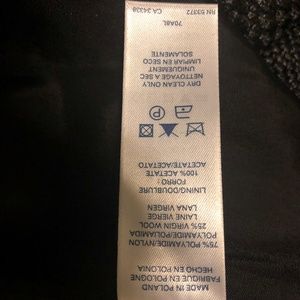 MADE IN POLAND
FABRIQUE EN POLOGNE
HECHO EN POLONIA
75% POLYAMIDE/NYLON
POLYAMIDE/POLIAMIDA
25% VIRGIN WOOL
LAINE VIERGE
LANA VIRGEN
LINING/DOUBLURE
FORRO:
100% ACETATE
ACETATE/ACETATO
P
DRY CLEAN ONLY
NETTOYAGE A SEC
UNIQUEMENT
LIMPIAR EN SECO
SOLAMENTE
70A8L
RN 53372 CA 34338